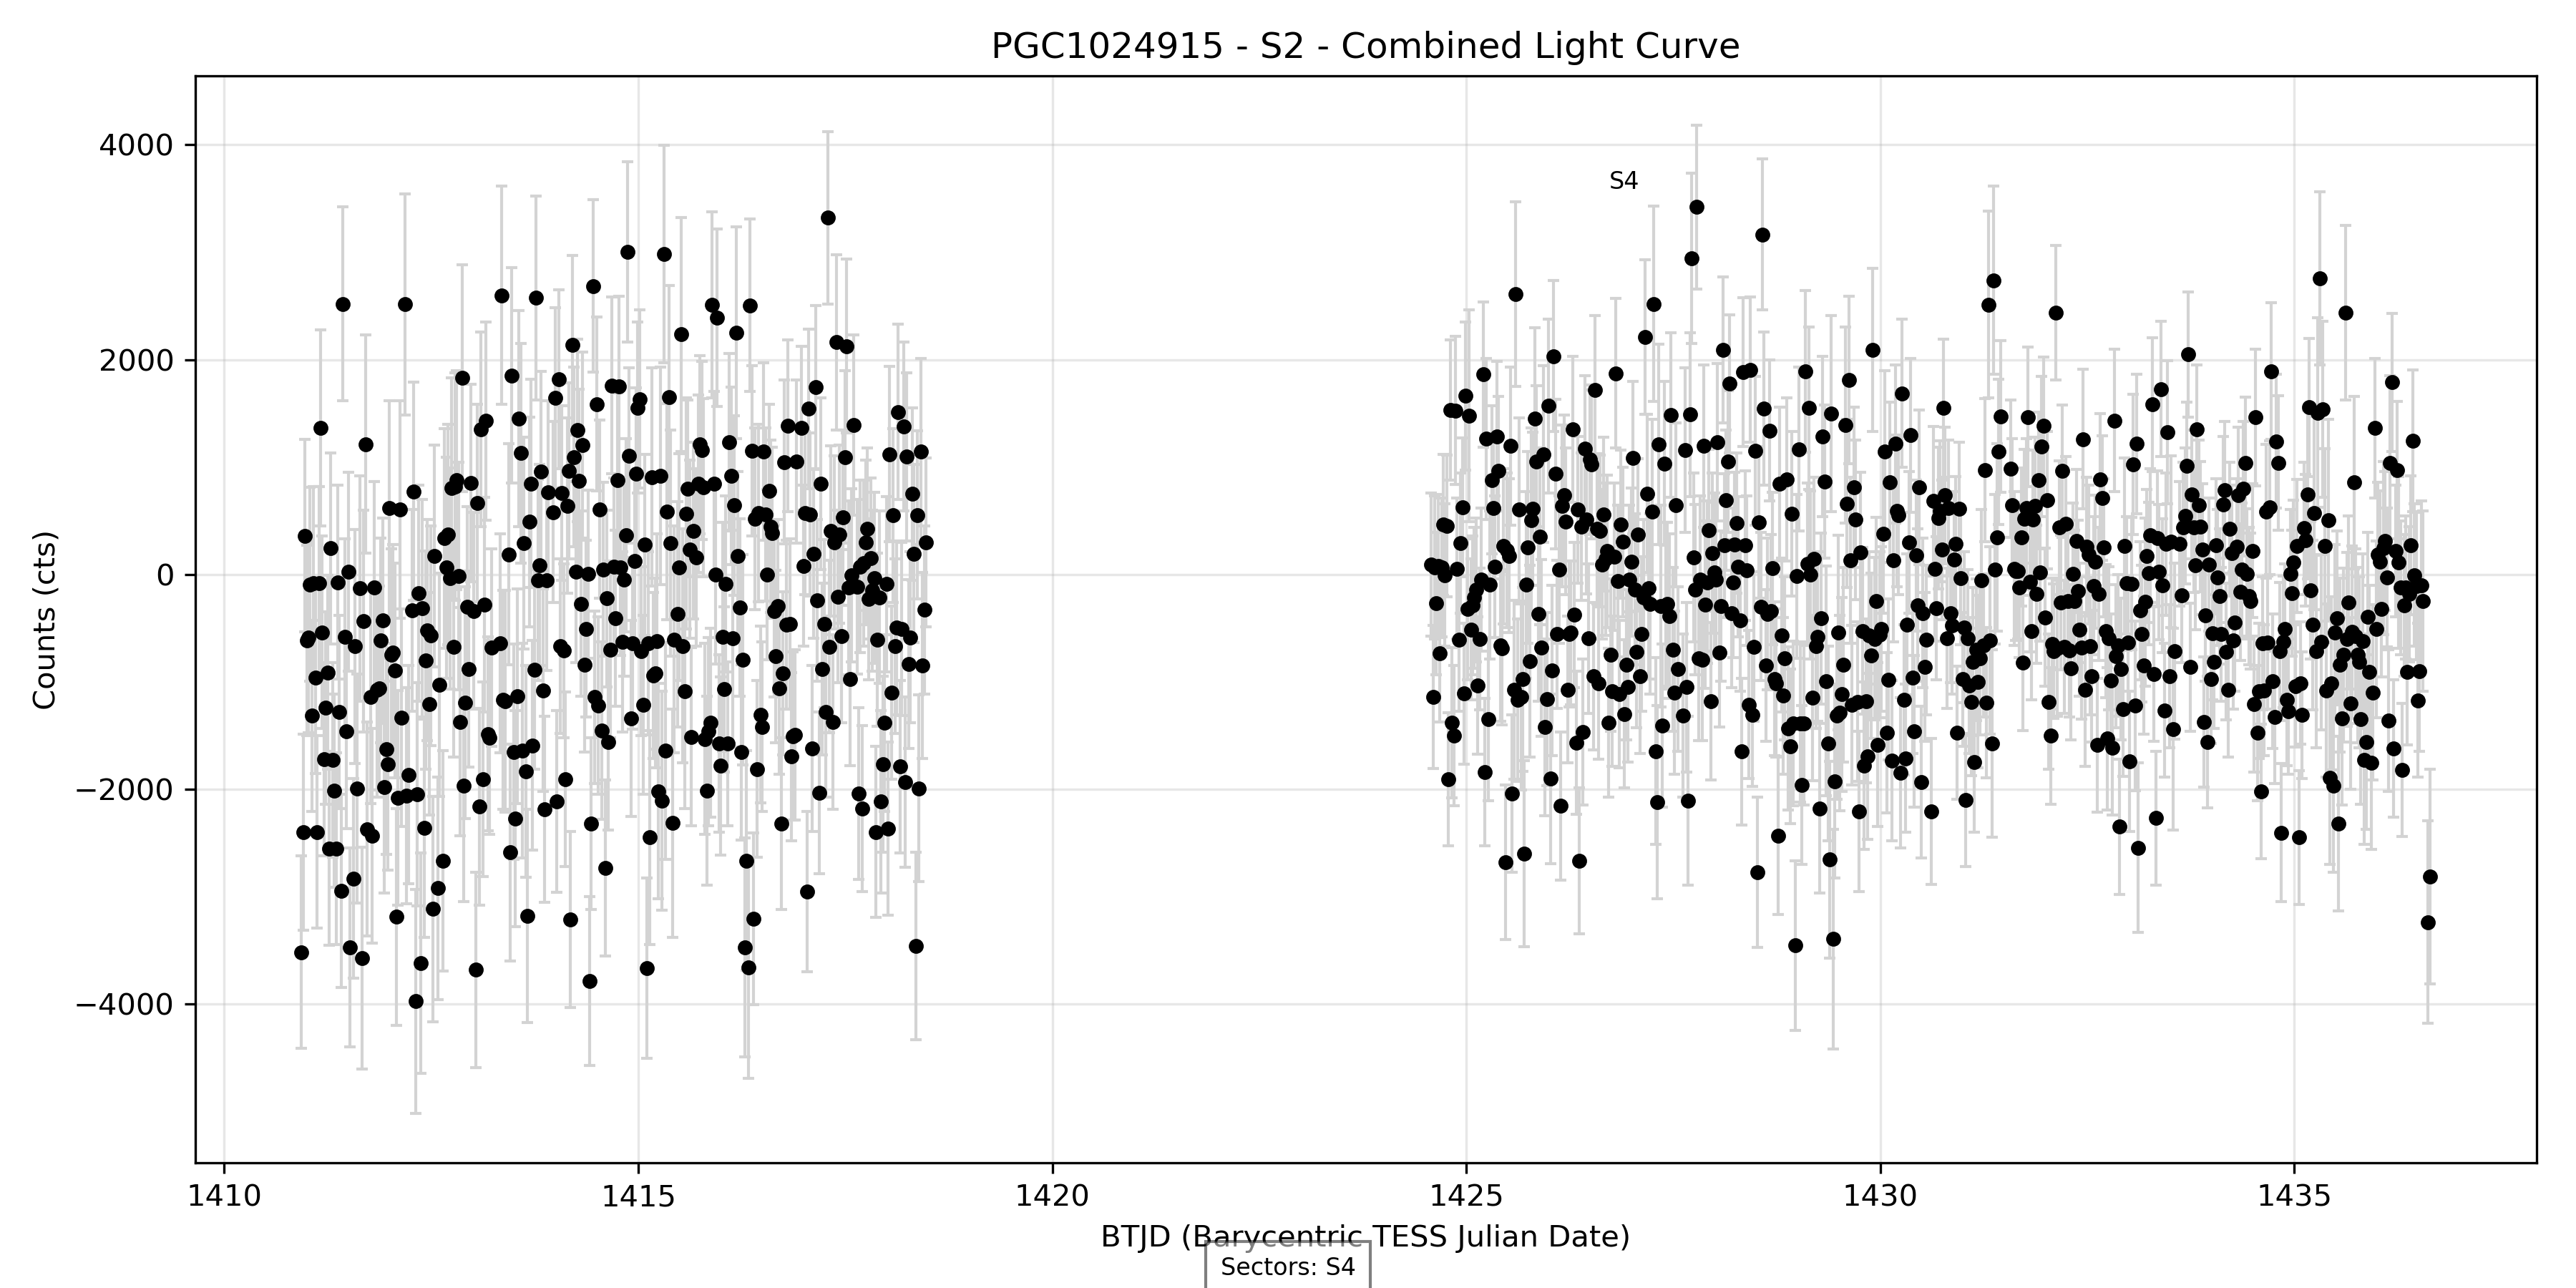 PGC1024915 - S2 - Combined Light Curve
Counts (cts)
4000
2000
0
−2000
−4000
S4
1410 1415 1420 1425 1430 1435
BTJD (Barycentric TESS Julian Date)
Sectors: S4